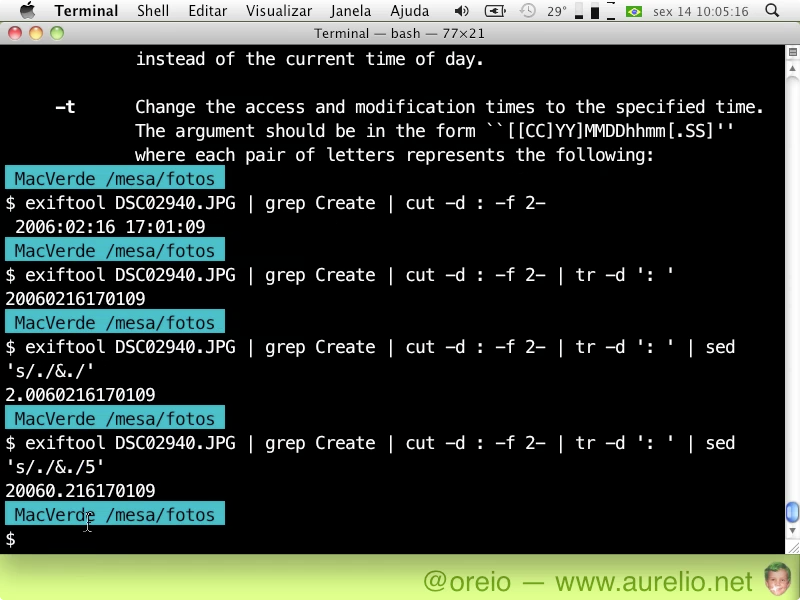 Terminal Shell Editar Visualizar Janela Ajuda 29° sex 14 10:05:16
Terminal — bash — 77×21
instead of the current time of day.
-t Change the access and modification times to the specified time.
The argument should be in the form ``[[CC]YY]MMDDhhmm[.SS]''
where each pair of letters represents the following:
MacVerde /mesa/fotos
$ exiftool DSC02940.JPG | grep Create | cut -d : -f 2-
2006:02:16 17:01:09
MacVerde /mesa/fotos
$ exiftool DSC02940.JPG | grep Create | cut -d : -f 2- | tr -d ': '
20060216170109
MacVerde /mesa/fotos
$ exiftool DSC02940.JPG | grep Create | cut -d : -f 2- | tr -d ': ' | sed
's/./&./'
2.0060216170109
MacVerde /mesa/fotos
$ exiftool DSC02940.JPG | grep Create | cut -d : -f 2- | tr -d ': ' | sed
's/./&./5'
20060.216170109
MacVerde /mesa/fotos
$
@oreio — www.aurelio.net